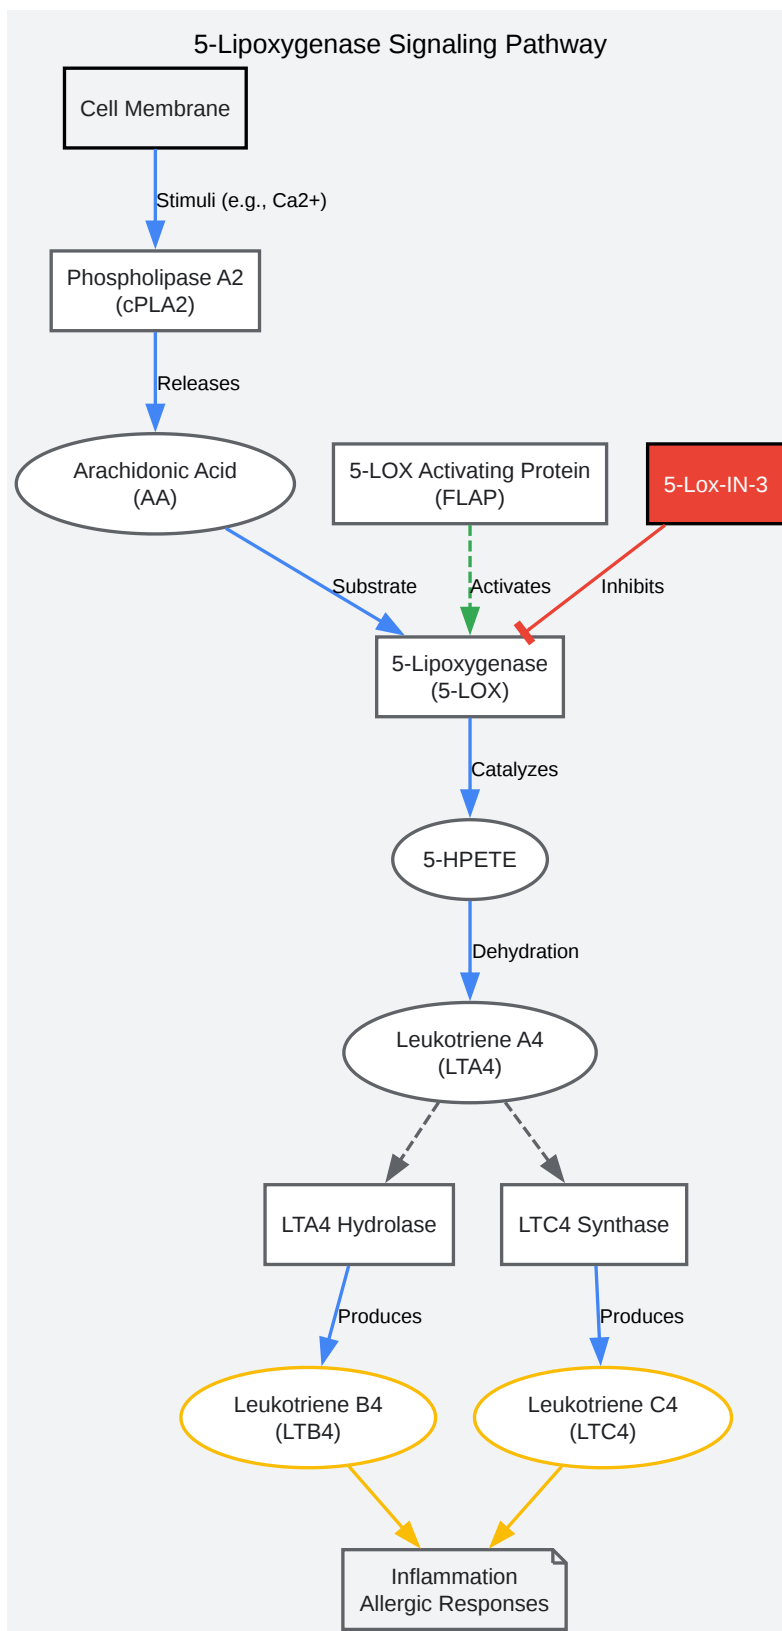 5-Lipoxygenase Signaling Pathway
Cell Membrane
Stimuli (e.g., Ca2+)
Phospholipase A2
(cPLA2)
Releases
Arachidonic Acid
(AA)
5-LOX Activating Protein
(FLAP)
5-Lox-IN-3
Substrate
Activates
Inhibits
5-Lipoxygenase
(5-LOX)
Catalyzes
5-HPETE
Dehydration
Leukotriene A4
(LTA4)
LTA4 Hydrolase
LTC4 Synthase
Produces
Produces
Leukotriene B4
(LTB4)
Leukotriene C4
(LTC4)
Inflammation
Allergic Responses